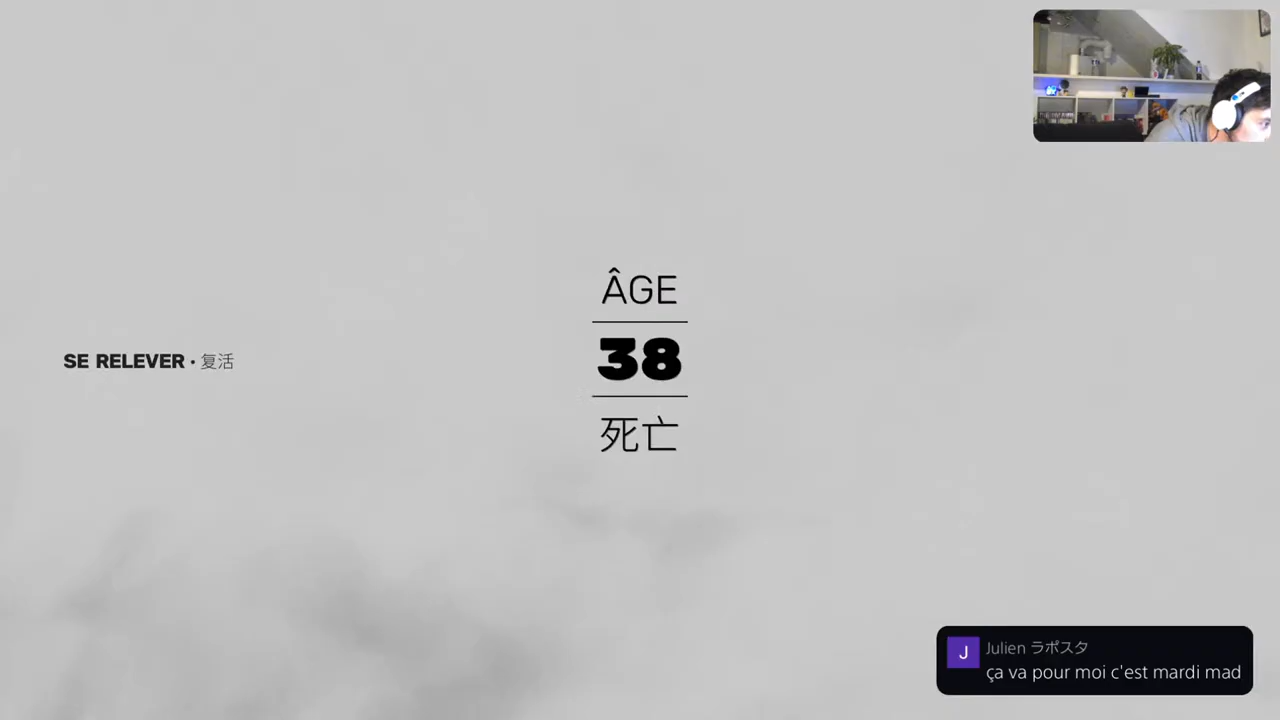 ÂGE
38
死亡
SE RELEVER • 复活
J
Julien ラポスタ
ça va pour moi c'est mardi mad